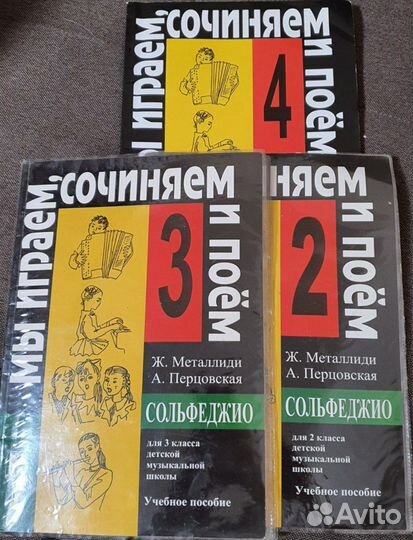 СОЧИНЯЕМ
МЫ ИГРАЕМ,
И ПОЁМ
4
МЫ ИГРАЕМ,
СОЧИНЯЕМ
И ПОЁМ
3
Ж. Металлиди
А. Перцовская
СОЛЬФЕДЖИО
для 3 класса
детской
музыкальной
школы
Учебное пособие
НЯЕМ
И ПОЁМ
2
Ж. Металлиди
А. Перцовская
СОЛЬФЕДЖИО
для 2 класса
детской
музыкальной
школы
Учебное пособие
Avito